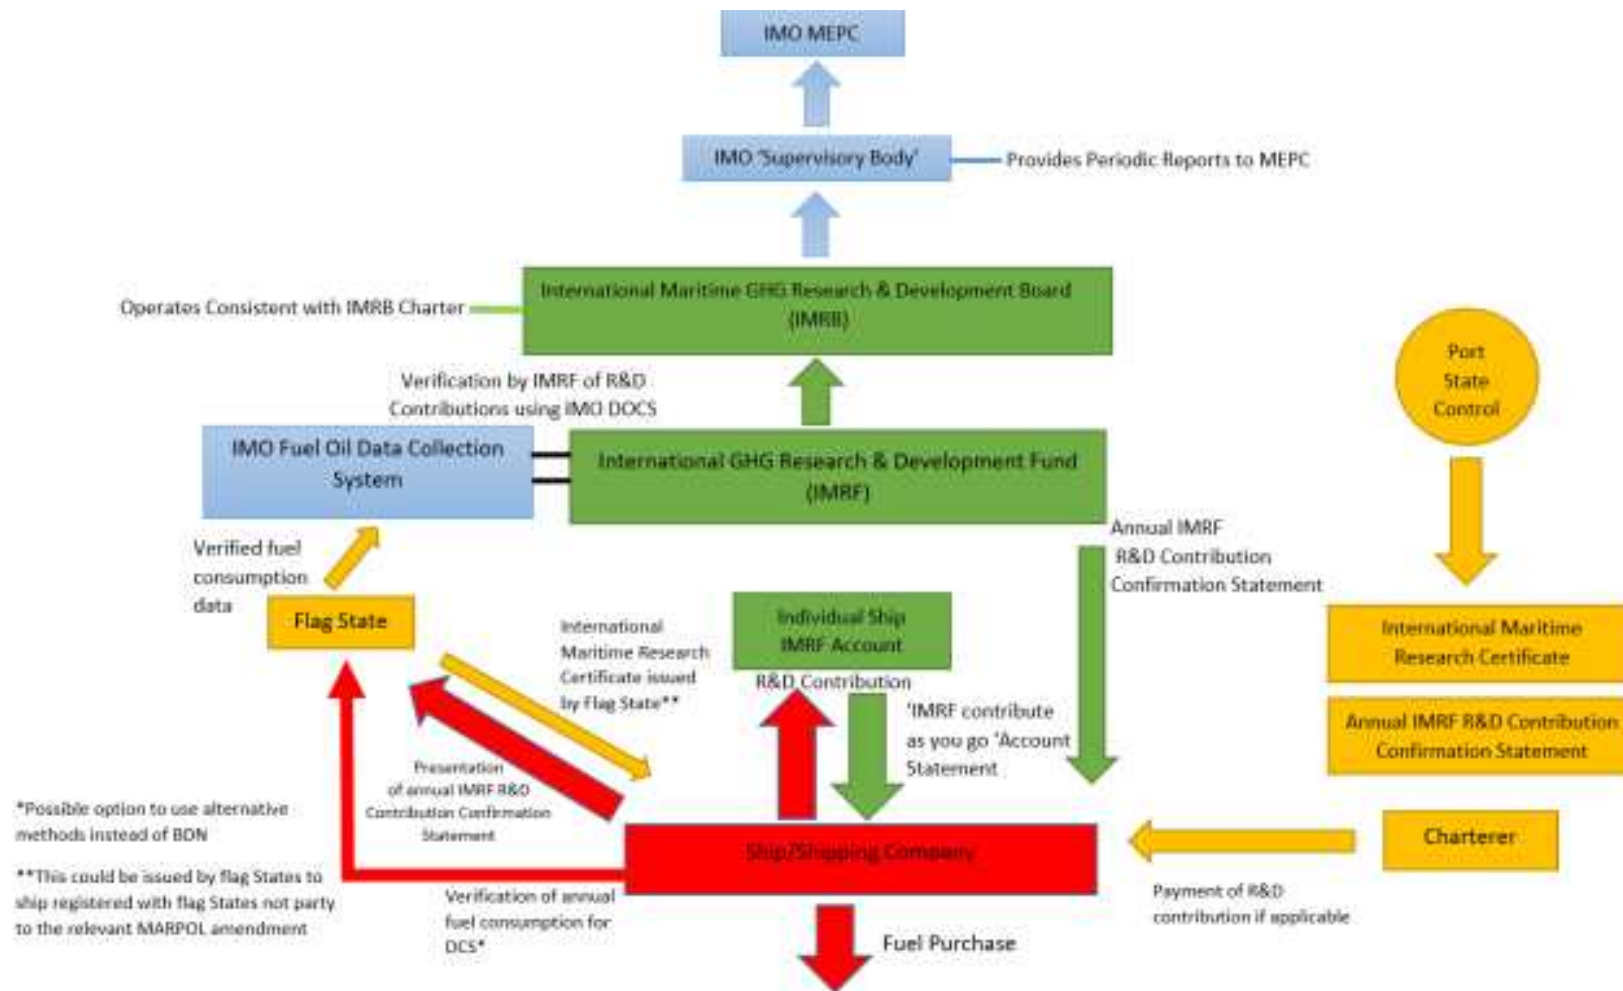 IMO MEPC
IMO 'Supervisory Body'
Provides Periodic Reports to MEPC
International Maritime GHG Research & Development Board
(IMRB)
Operates Consistent with IMRB Charter
Port
State
Control
Verification by IMRF of R&D
Contributions using IMO DOCS
IMO Fuel Oil Data Collection
System
International GHG Research & Development Fund
(IMRF)
Annual IMRF
R&D Contribution
Confirmation Statement
Verified fuel
consumption
data
Flag State
International
Maritime Research
Certificate issued
by Flag State**
Individual Ship
IMRF Account
R&D Contribution
'IMRF contribute
as you go 'Account
Statement
International Maritime
Research Certificate
Annual IMRF R&D Contribution
Confirmation Statement
Presentation
of annual IMRF R&D
Contribution Confirmation
Statement
*Possible option to use alternative
methods instead of BDN
**This could be issued by flag States to
ship registered with flag States not party
to the relevant MARPOL amendment
Ship/Shipping Company
Charterer
Verification of annual
fuel consumption for
DCS*
Payment of R&D
contribution if applicable
Fuel Purchase